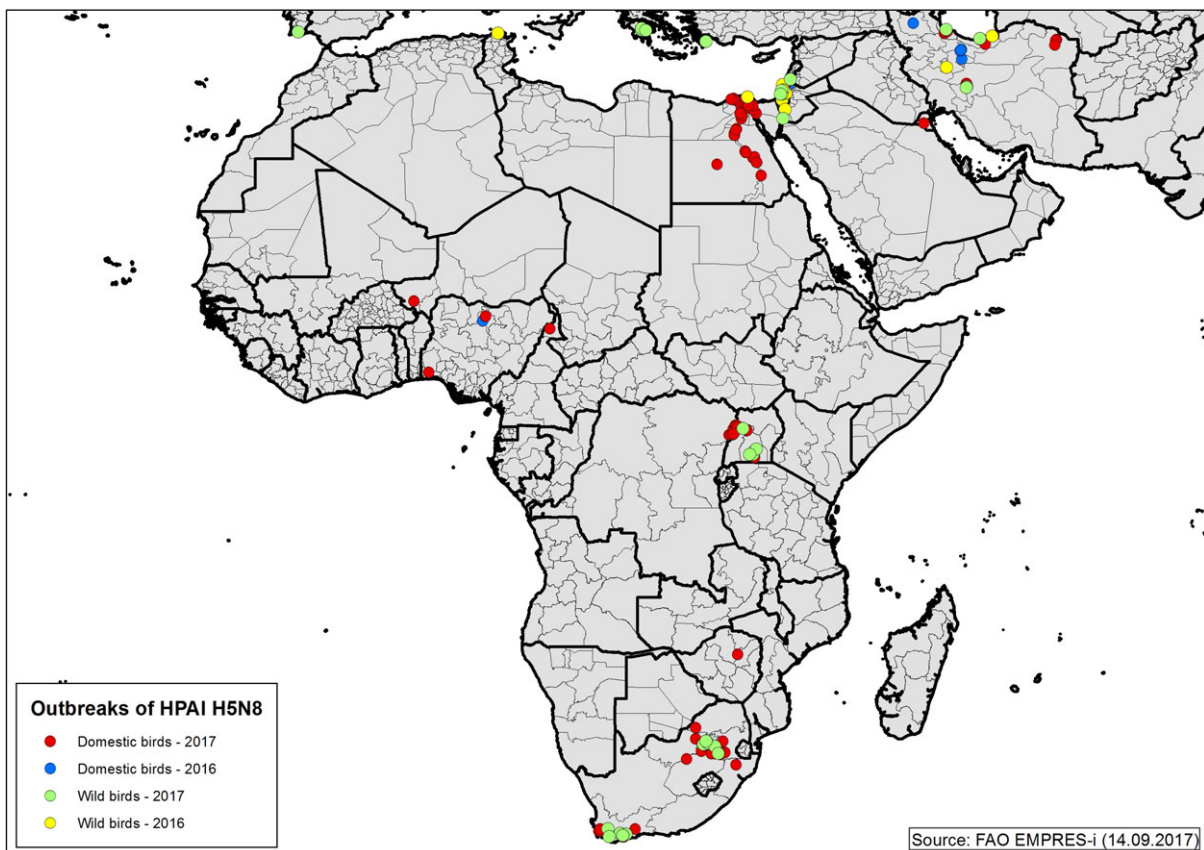 Outbreaks of HPAI H5N8
Domestic birds - 2017
Domestic birds - 2016
Wild birds - 2017
Wild birds - 2016
Source: FAO EMPRES-i (14.09.2017)